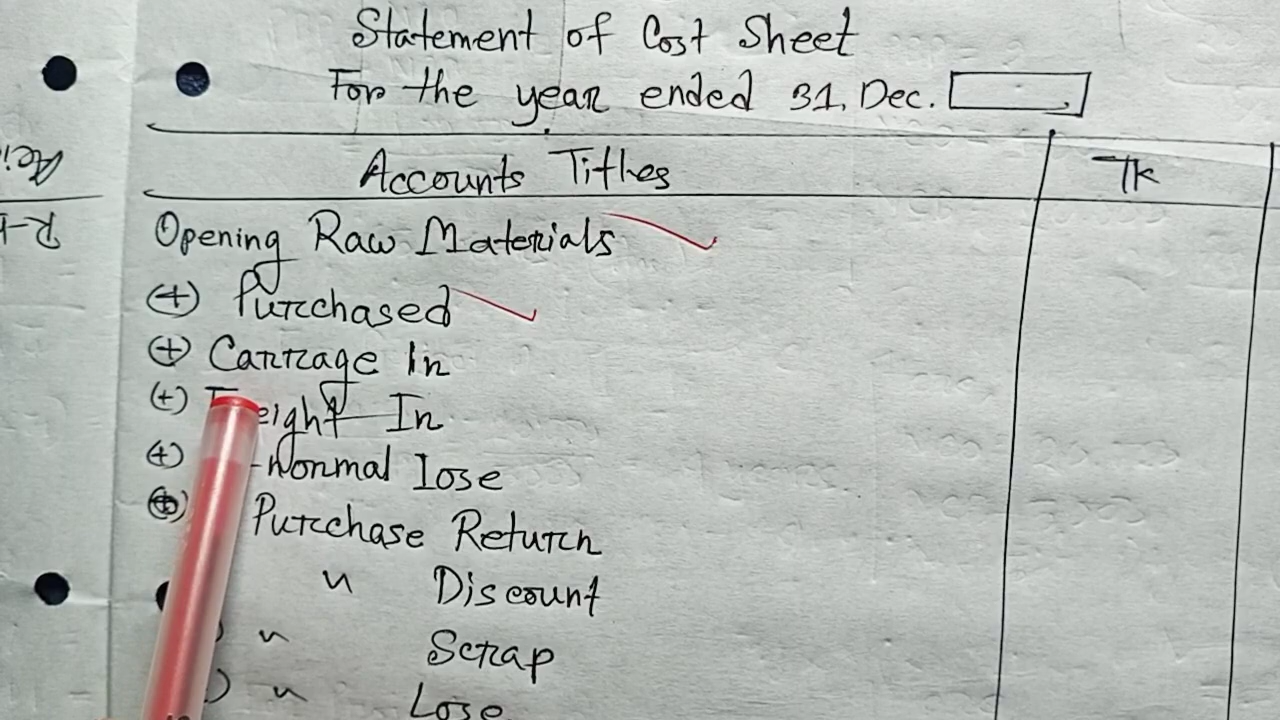 Statement of Cost Sheet
For the year ended 31, Dec.
Accounts Titles
Tk
Opening Raw Materials
(+) Purchased
(+) Carrage In
(+) In
(+) Normal Lose
Purchase Return
" Discount
" Scrap
" Lose